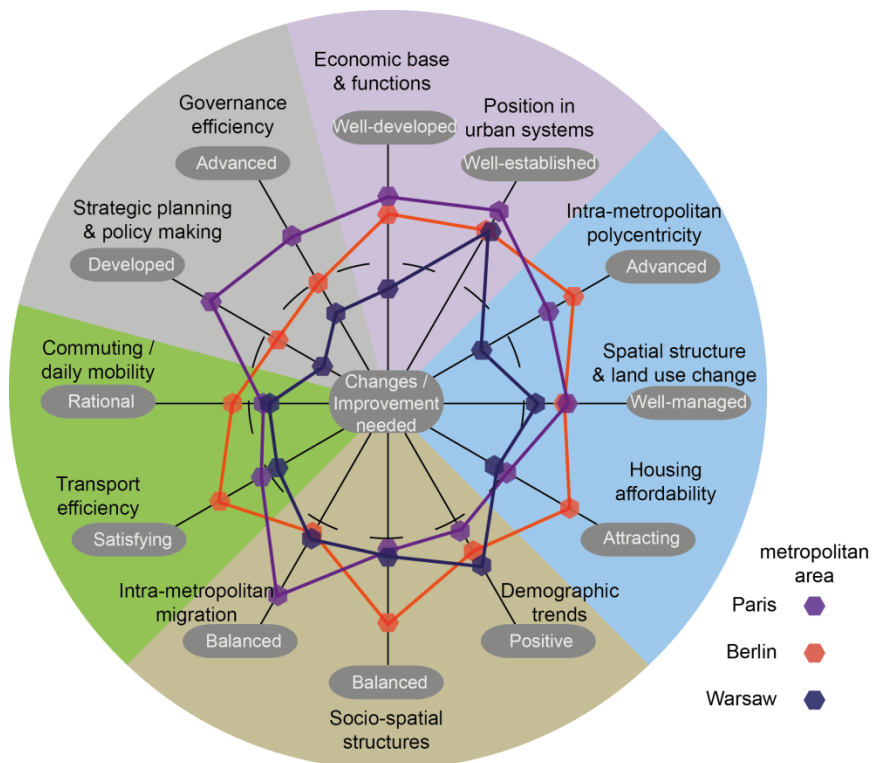 Economic base
& functions
Well-developed
Position in
urban systems
Well-established
Intra-metropolitan
polycentricity
Advanced
Spatial structure
& land use change
Well-managed
Housing
affordability
Attracting
Demographic
trends
Positive
Balanced
Socio-spatial
structures
Intra-metropolitan
migration
Balanced
Transport
efficiency
Satisfying
Commuting /
daily mobility
Rational
Strategic planning
& policy making
Developed
Governance
efficiency
Advanced
Changes /
Improvement
needed
metropolitan
area
Paris
Berlin
Warsaw